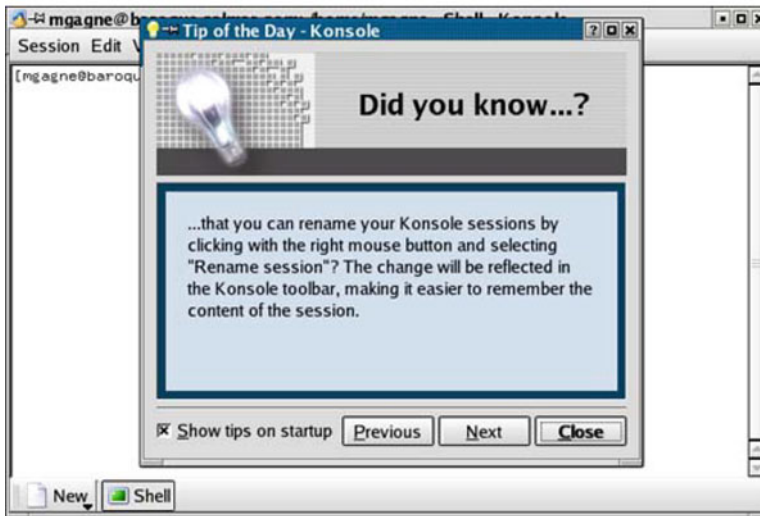 mgagne@b
Tip of the Day - Konsole
Session Edit
[mgagne@baroqu
Did you know...?
...that you can rename your Konsole sessions by
clicking with the right mouse button and selecting
"Rename session"? The change will be reflected in
the Konsole toolbar, making it easier to remember the
content of the session.
Show tips on startup Previous Next Close
New Shell